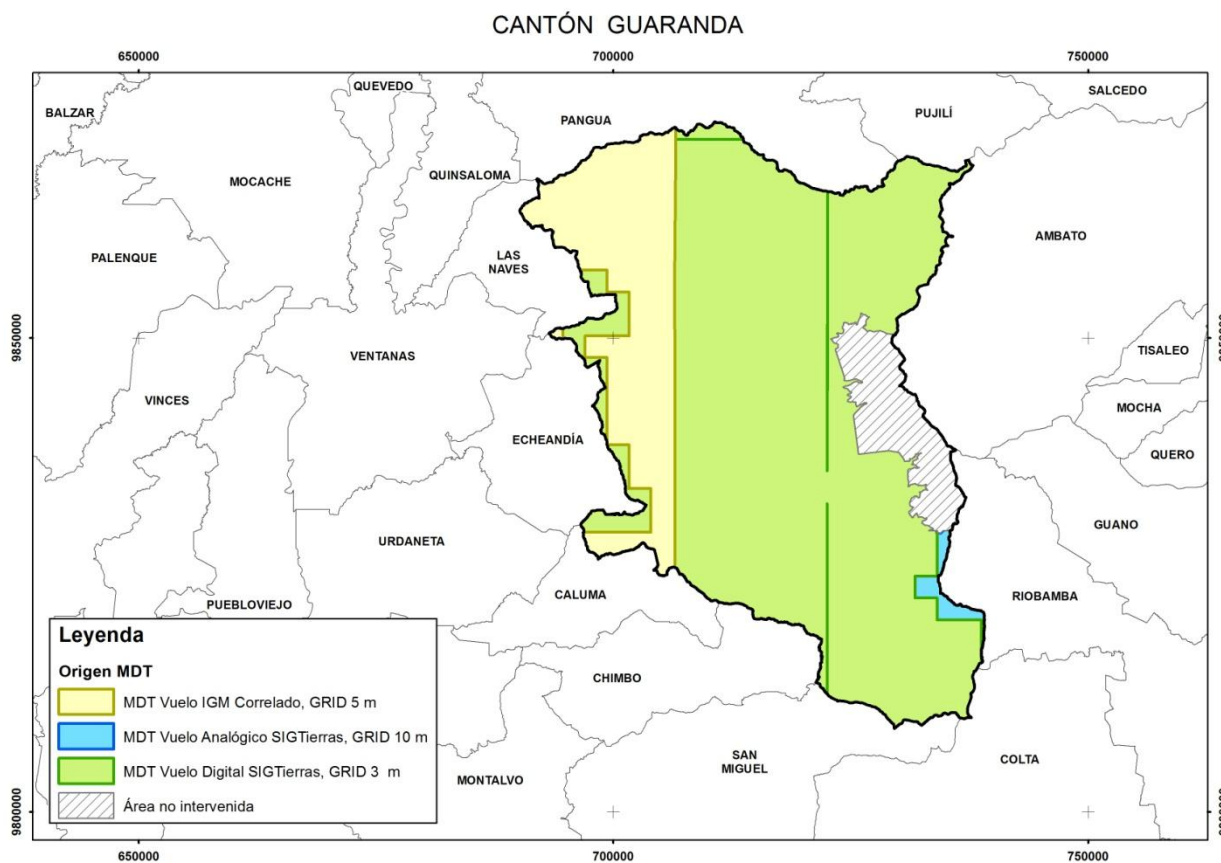 CANTÓN GUARANDA
650000
700000
750000
QUEVEDO
SALCEDO
BALZAR
PANGUA
PUJILÍ
MOCACHE
QUINSALOMA
AMBATO
PALENQUE
LAS
NAVES
9850000
VENTANAS
TISALEO
VINCES
MOCHA
ECHEANDÍA
QUERO
GUANO
URDANETA
CALUMA
RIOBAMBA
PUEBLOVIEJO
Leyenda
Origen MDT
MDT Vuelo IGM Correlado, GRID 5 m
MDT Vuelo Analógico SIGTierras, GRID 10 m
MDT Vuelo Digital SIGTierras, GRID 3 m
Área no intervenida
CHIMBO
SAN
MIGUEL
COLTA
MONTALVO
9800000
650000
700000
750000